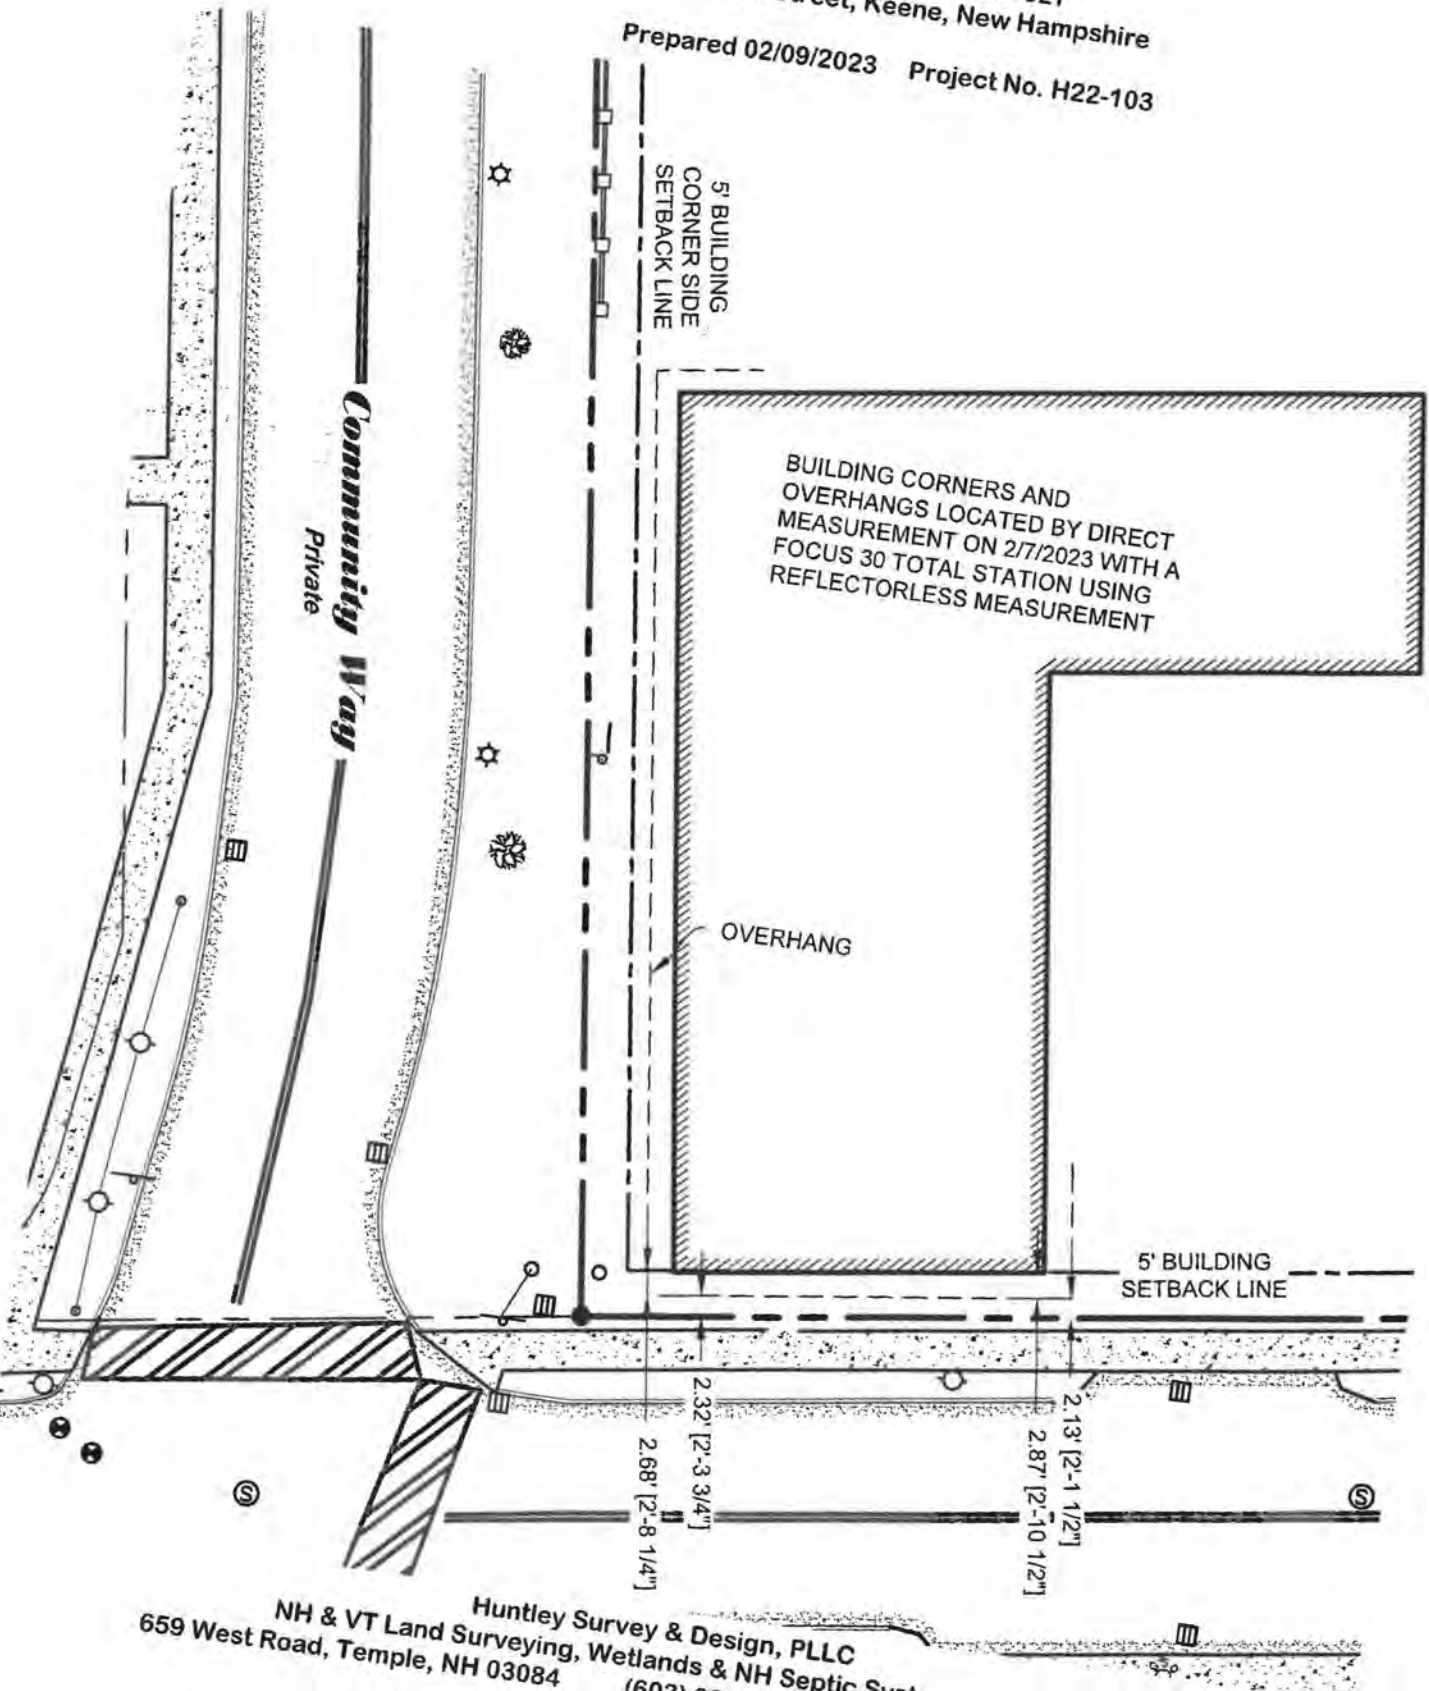 Keene, New Hampshire
Prepared 02/09/2023 Project No. H22-103
5' BUILDING
CORNER SIDE
SETBACK LINE
Community Way
Private
BUILDING CORNERS AND
OVERHANGS LOCATED BY DIRECT
MEASUREMENT ON 2/7/2023 WITH A
FOCUS 30 TOTAL STATION USING
REFLECTORLESS MEASUREMENT
OVERHANG
5' BUILDING
SETBACK LINE
2.13' [2'-1 1/2"]
2.87' [2'-10 1/2"]
2.32' [2'-3 3/4"]
2.68' [2'-8 1/4"]
S
S
Huntley Survey & Design, PLLC
NH & VT Land Surveying, Wetlands & NH Septic
659 West Road, Temple, NH 03084 (603)